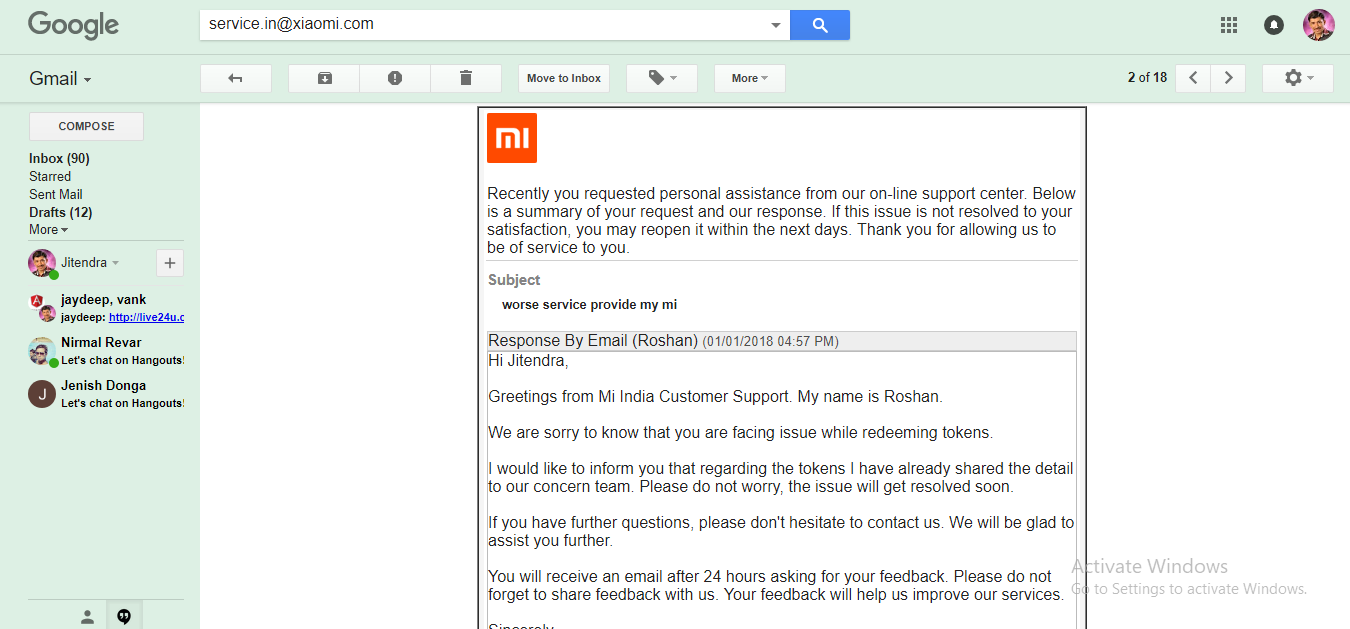 Google
service.in@xiaomi.com
Gmail
Move to Inbox
More
2 of 18
COMPOSE
Inbox (90)
Starred
Sent Mail
Drafts (12)
More
Jitendra
+
jaydeep, vank
jaydeep: http://live24u.c
Nirmal Revar
Let's chat on Hangouts!
J
Jenish Donga
Let's chat on Hangouts!
mi
Recently you requested personal assistance from our on-line support center. Below
is a summary of your request and our response. If this issue is not resolved to your
satisfaction, you may reopen it within the next days. Thank you for allowing us to
be of service to you.
Subject
worse service provide my mi
Response By Email (Roshan) (01/01/2018 04:57 PM)
Hi Jitendra,
Greetings from Mi India Customer Support. My name is Roshan.
We are sorry to know that you are facing issue while redeeming tokens.
I would like to inform you that regarding the tokens I have already shared the detail
to our concern team. Please do not worry, the issue will get resolved soon.
If you have further questions, please don't hesitate to contact us. We will be glad to
assist you further.
You will receive an email after 24 hours asking for your feedback. Please do not
forget to share feedback with us. Your feedback will help us improve our services.
Sincerely
Activate Windows
Go to Settings to activate Windows.